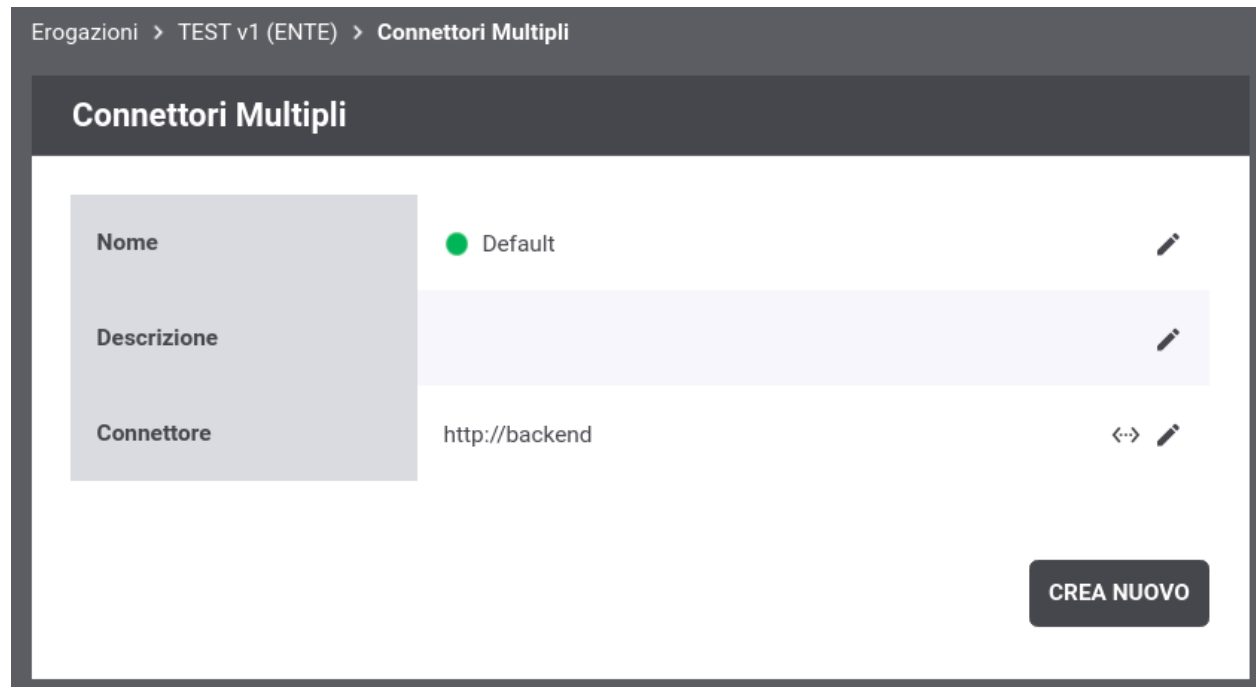 Erogazioni > TEST v1 (ENTE) > Connettori Multipli
Connettori Multipli
Nome Default
Descrizione
Connettore http://backend
CREA NUOVO